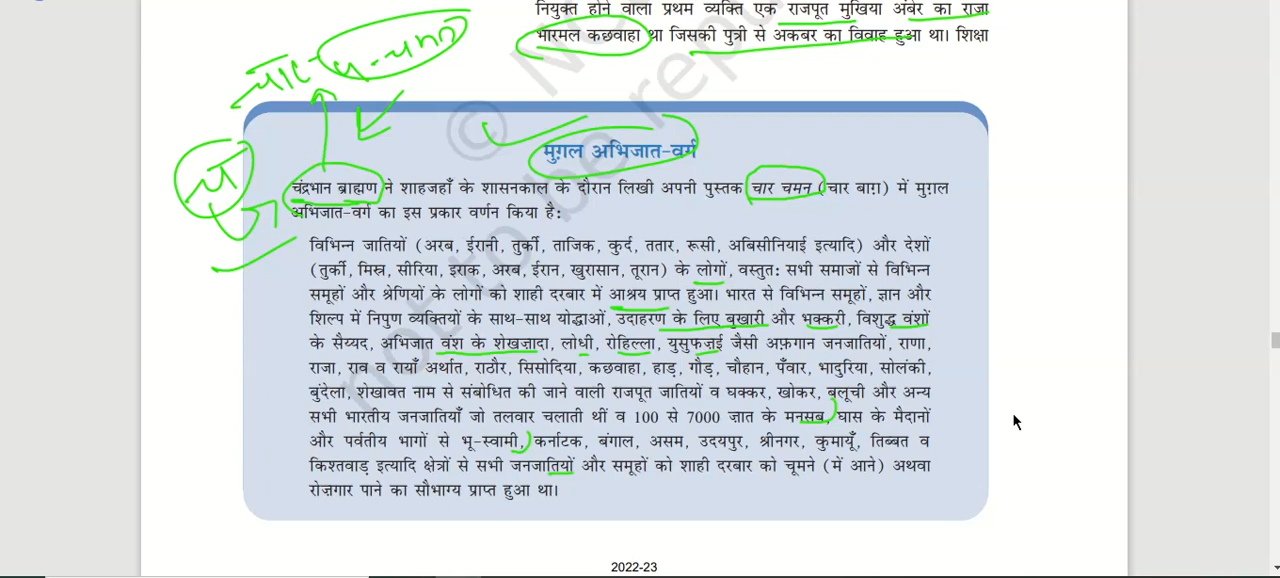 नियुक्त होने वाला प्रथम व्यक्ति एक राजपूत मुखिया अंबेर का राजा
भारमल कछवाहा था जिसकी पुत्री से अकबर का विवाह हुआ था। शिक्षा
चार-चमन
च
मुग़ल अभिजात-वर्ग
चंद्रभान ब्राह्मण ने शाहजहाँ के शासनकाल के दौरान लिखी अपनी पुस्तक चार चमन (चार बाग़) में मुग़ल
अभिजात-वर्ग का इस प्रकार वर्णन किया है:
विभिन्न जातियों (अरब, ईरानी, तुर्की, ताजिक, कुर्द, ततार, रूसी, अबिसीनियाई इत्यादि) और देशों
(तुर्की, मिस्र, सीरिया, इराक, अरब, ईरान, खुरासान, तूरान) के लोगों, वस्तुत: सभी समाजों से विभिन्न
समूहों और श्रेणियों के लोगों को शाही दरबार में आश्रय प्राप्त हुआ। भारत से विभिन्न समूहों, ज्ञान और
शिल्प में निपुण व्यक्तियों के साथ-साथ योद्धाओं, उदाहरण के लिए बुखारी और भक्करी, विशुद्ध वंशों
के सैय्यद, अभिजात वंश के शेखज़ादा, लोधी, रोहिल्ला, युसुफज़ई जैसी अफ़गान जनजातियों, राणा,
राजा, राव व रायाँ अर्थात, राठौर, सिसोदिया, कछवाहा, हाड़, गौड़, चौहान, पँवार, भादुरिया, सोलंकी,
बुंदेला, शेखावत नाम से संबोधित की जाने वाली राजपूत जातियों व घक्कर, खोकर, बलूची और अन्य
सभी भारतीय जनजातियाँ जो तलवार चलाती थीं व 100 से 7000 ज़ात के मनसब, घास के मैदानों
और पर्वतीय भागों से भू-स्वामी, कर्नाटक, बंगाल, असम, उदयपुर, श्रीनगर, कुमायूँ, तिब्बत व
किश्तवाड़ इत्यादि क्षेत्रों से सभी जनजातियों और समूहों को शाही दरबार को चूमने (में आने) अथवा
रोज़गार पाने का सौभाग्य प्राप्त हुआ था।
2022-23